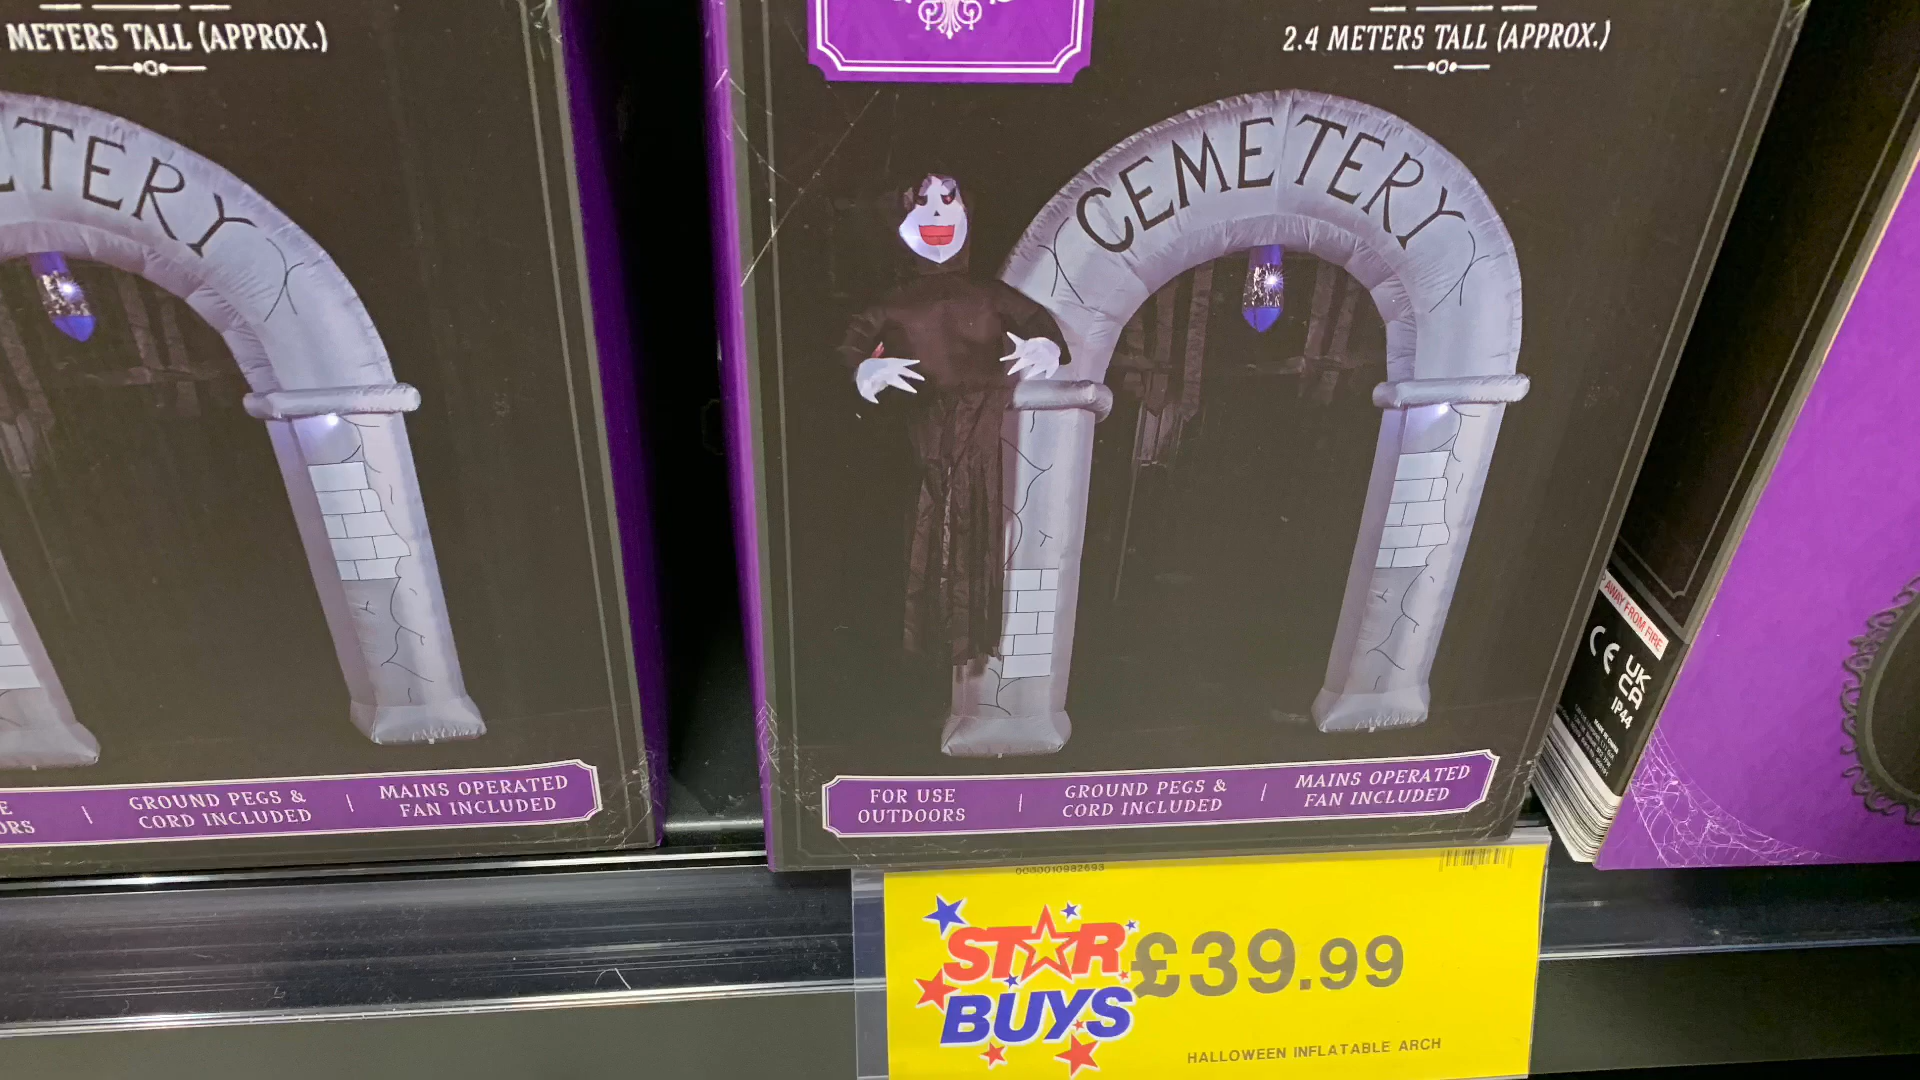 METERS TALL (APPROX.)
TERY
GROUND PEGS &
CORD INCLUDED
MAINS OPERATED
FAN INCLUDED
2.4 METERS TALL (APPROX.)
CEMETERY
FOR USE
OUTDOORS
GROUND PEGS &
CORD INCLUDED
MAINS OPERATED
FAN INCLUDED
AWAY FROM FIRE
CE
UK
CA
IP44
STAR
BUYS
£39.99
HALLOWEEN INFLATABLE ARCH